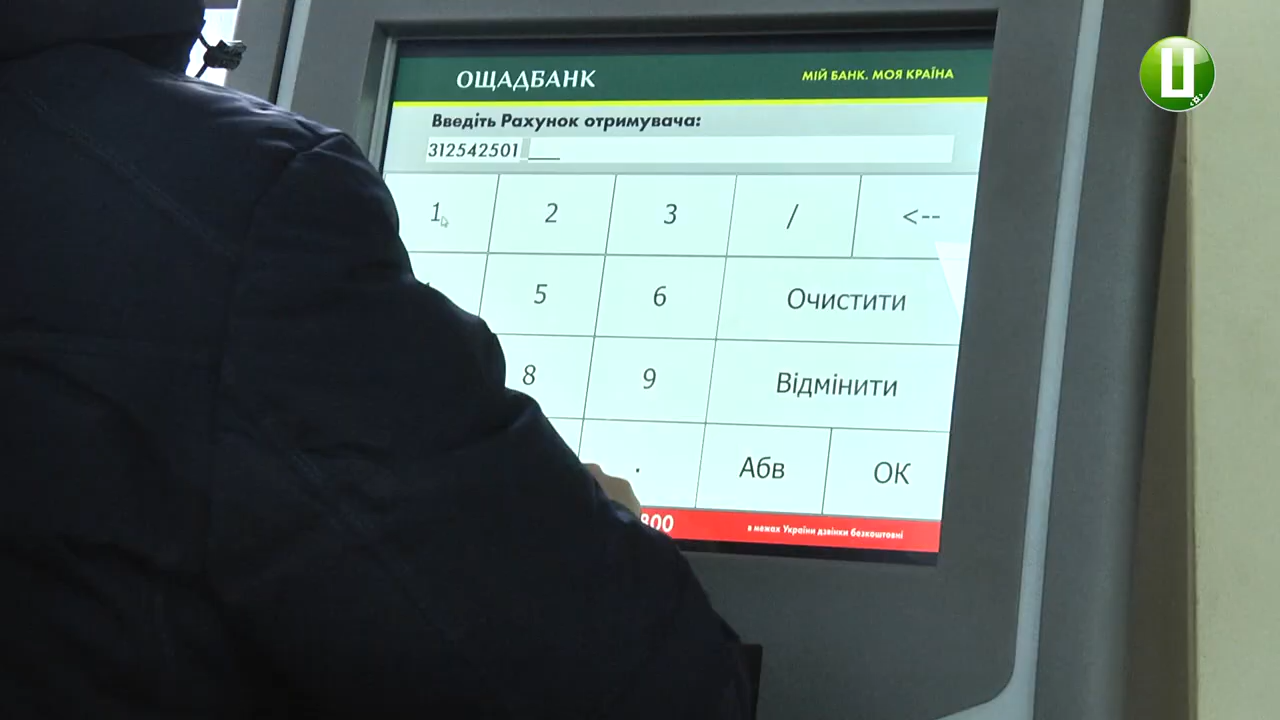 ОЩАДБАНК
МІЙ БАНК. МОЯ КРАЇНА
Ц
Введіть Рахунок отримувача:
312542501 ___
1 2 3 / <--
5 6 Очистити
8 9 Відмінити
. Абв ОК
800 в межах України дзвінки безкоштовні